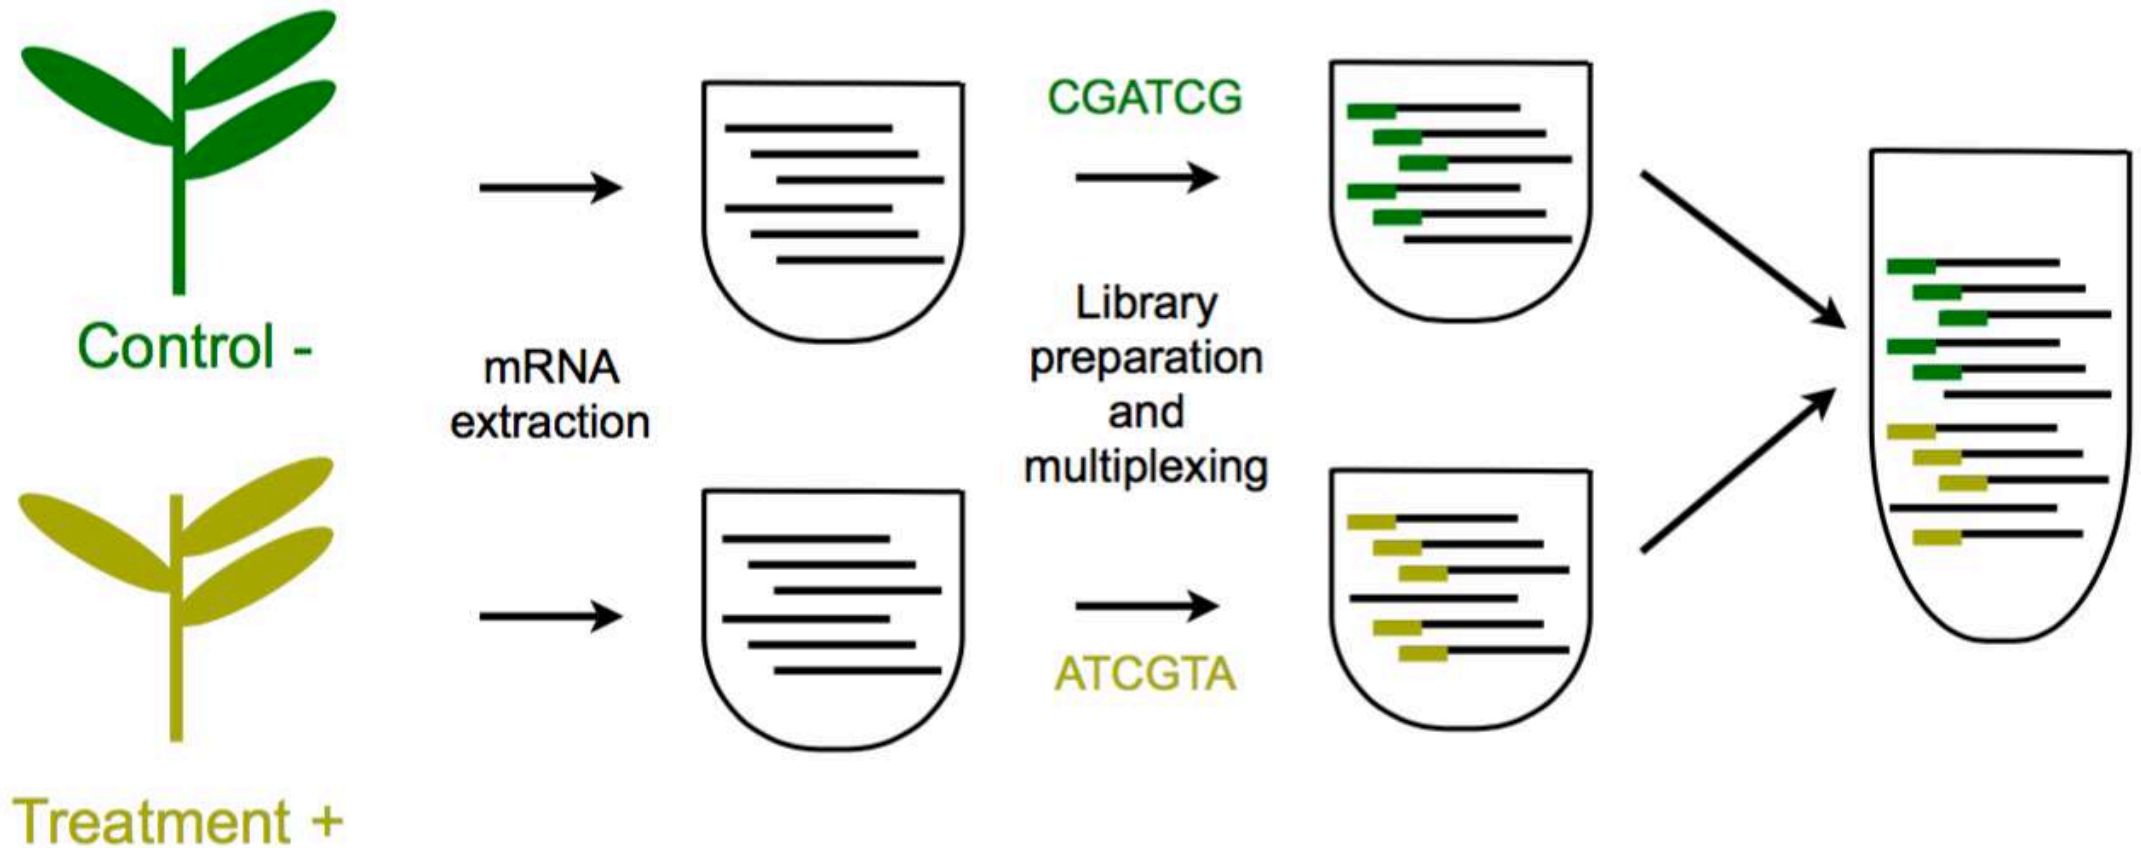 Control -
Treatment +
mRNA
extraction
CGATCG
Library
preparation
and
multiplexing
ATCGTA